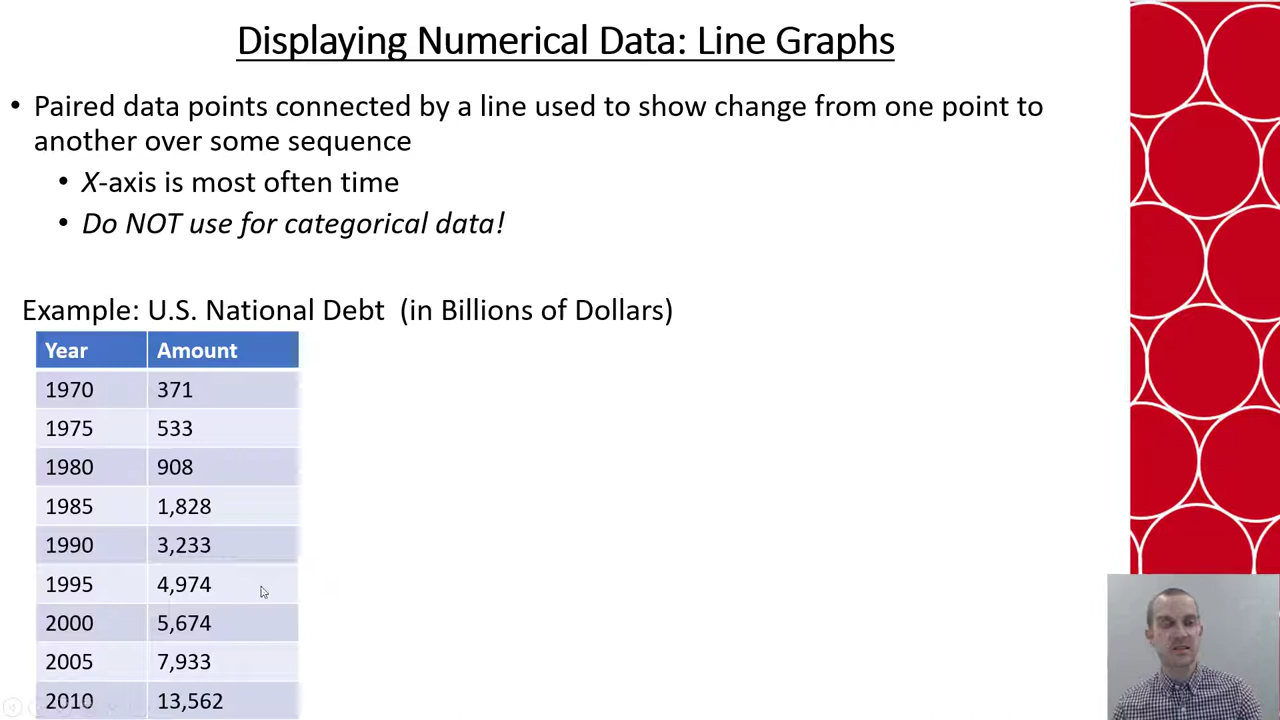 Displaying Numerical Data: Line Graphs
• Paired data points connected by a line used to show change from one point to
another over some sequence
• X-axis is most often time
• Do NOT use for categorical data!
Example: U.S. National Debt (in Billions of Dollars)
Year Amount
1970 371
1975 533
1980 908
1985 1,828
1990 3,233
1995 4,974
2000 5,674
2005 7,933
2010 13,562